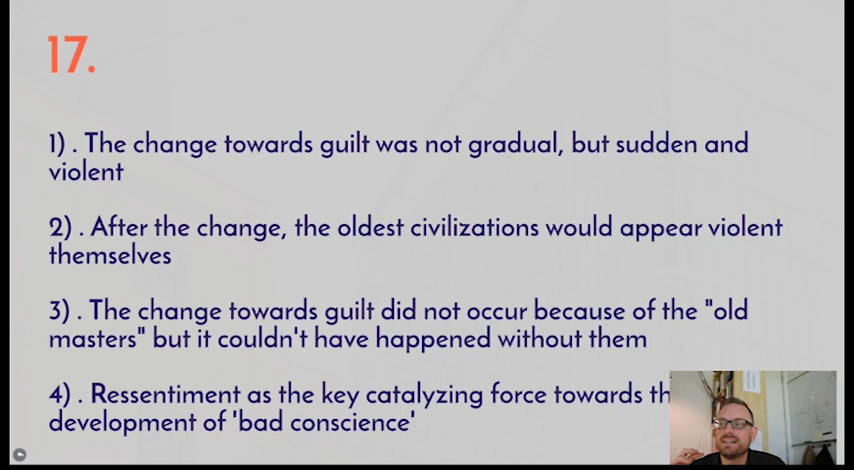 17.
1) . The change towards guilt was not gradual, but sudden and
violent
2) . After the change, the oldest civilizations would appear violent
themselves
3) . The change towards guilt did not occur because of the "old
masters" but it couldn't have happened without them
4) . Ressentiment as the key catalyzing force towards
development of 'bad conscience'